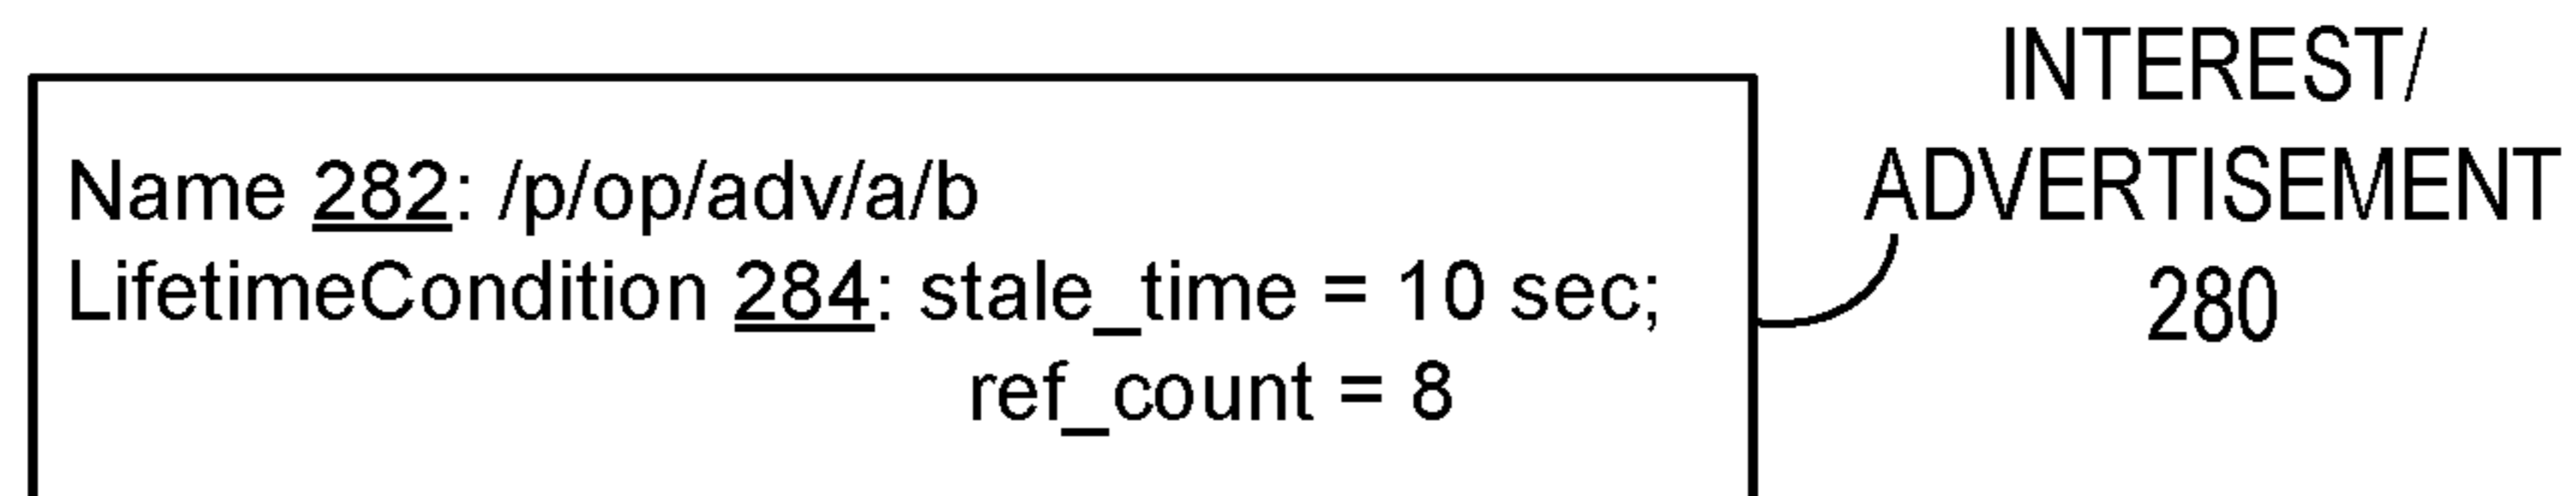 Name 282: /p/op/adv/a/b
LifetimeCondition 284: stale_time = 10 sec;
ref_count = 8
INTEREST/
ADVERTISEMENT
280